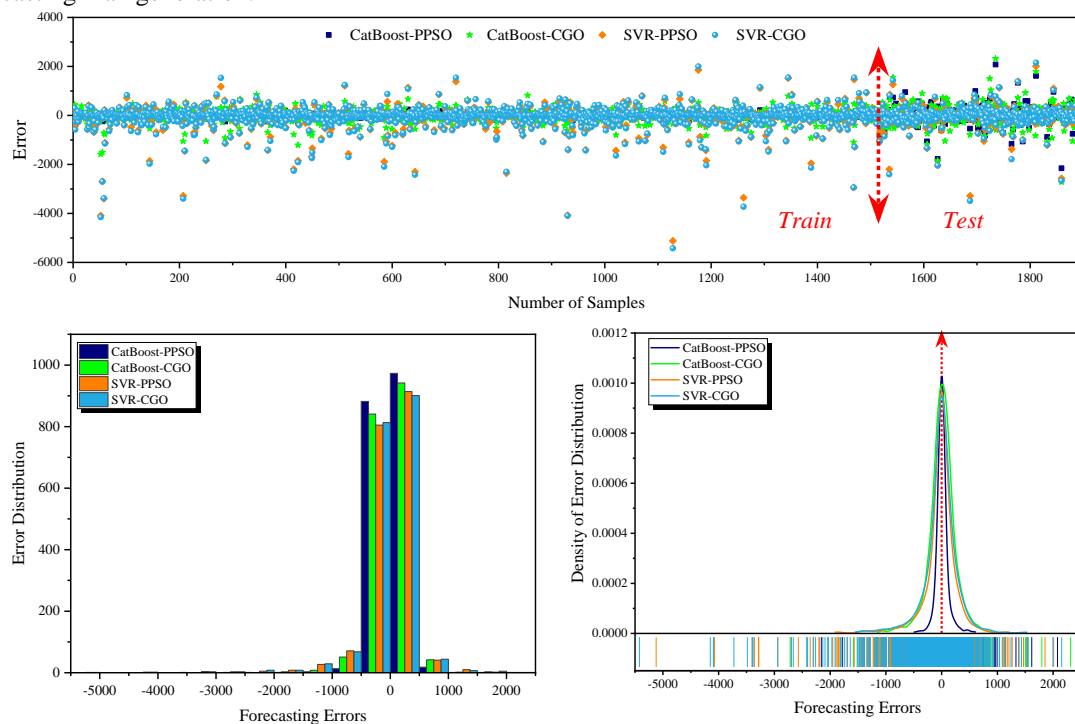 4000
2000
0
-2000
-4000
-6000
Error
CatBoost-PPSO CatBoost-CGO SVR-PPSO SVR-CGO
Train Test
0 200 400 600 800 1000 1200 1400 1600 1800
Number of Samples
1000
800
600
400
200
0
Error Distribution
CatBoost-PPSO
CatBoost-CGO
SVR-PPSO
SVR-CGO
-5000 -4000 -3000 -2000 -1000 0 1000 2000
Forecasting Errors
0.0012
0.0010
0.0008
0.0006
0.0004
0.0002
0.0000
Density of Error Distribution
CatBoost-PPSO
CatBoost-CGO
SVR-PPSO
SVR-CGO
-5000 -4000 -3000 -2000 -1000 0 1000 2000
Forecasting Errors